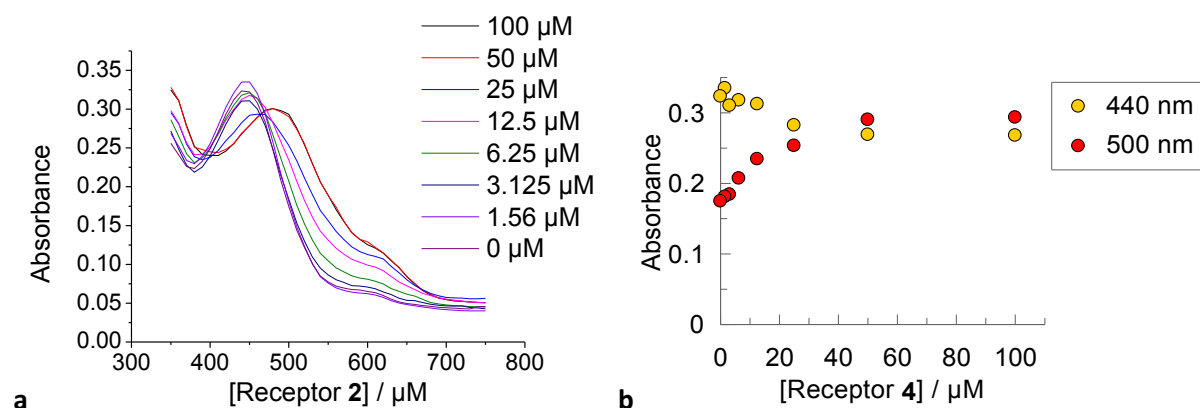 100 µM
50 µM
25 µM
12.5 µM
6.25 µM
3.125 µM
1.56 µM
0 µM
Absorbance
0.35
0.30
0.25
0.20
0.15
0.10
0.05
0.00
300 400 500 600 700 800
[Receptor 2] / µM
a
440 nm
500 nm
Absorbance
0.3
0.2
0.1
0
0 20 40 60 80 100
[Receptor 4] / µM
b